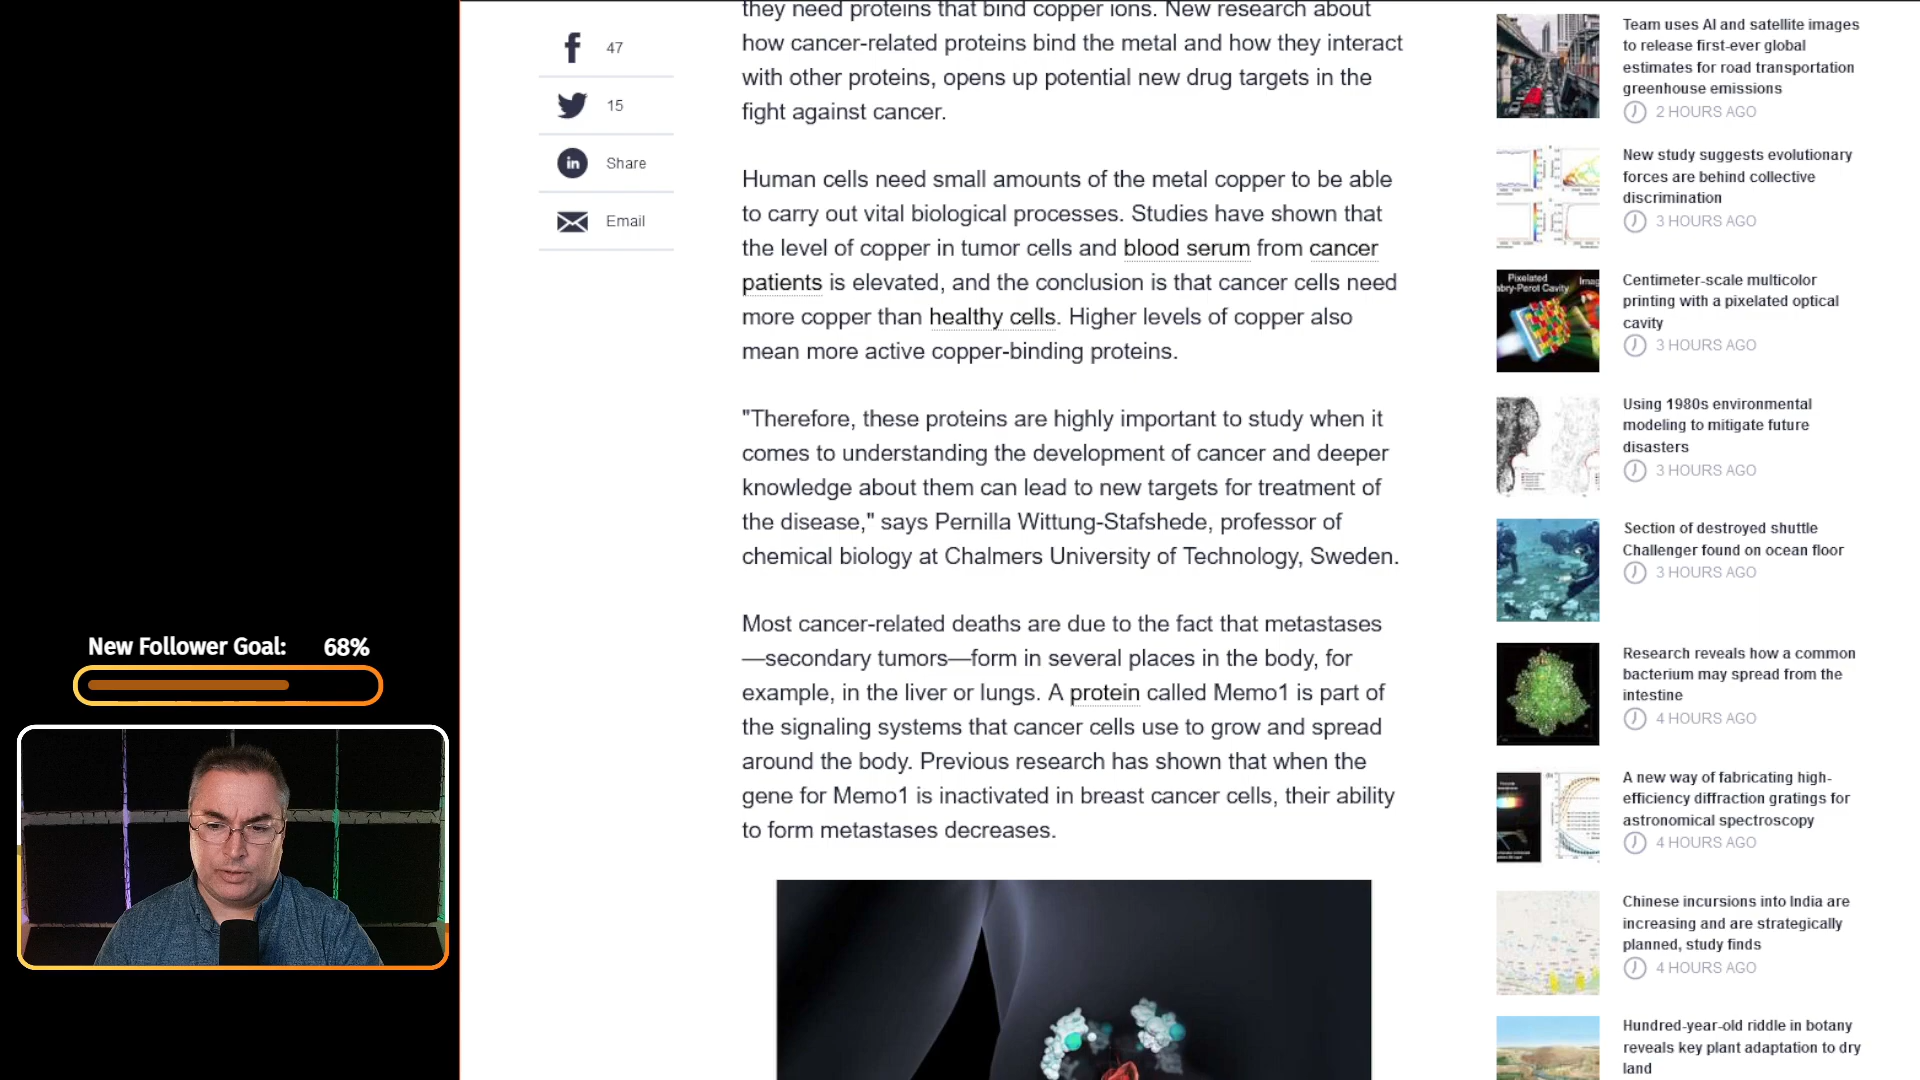 they need proteins that bind copper ions. New research about
how cancer-related proteins bind the metal and how they interact
with other proteins, opens up potential new drug targets in the
fight against cancer.
Human cells need small amounts of the metal copper to be able
to carry out vital biological processes. Studies have shown that
the level of copper in tumor cells and blood serum from cancer
patients is elevated, and the conclusion is that cancer cells need
more copper than healthy cells. Higher levels of copper also
mean more active copper-binding proteins.
"Therefore, these proteins are highly important to study when it
comes to understanding the development of cancer and deeper
knowledge about them can lead to new targets for treatment of
the disease," says Pernilla Wittung-Stafshede, professor of
chemical biology at Chalmers University of Technology, Sweden.
Most cancer-related deaths are due to the fact that metastases
—secondary tumors—form in several places in the body, for
example, in the liver or lungs. A protein called Memo1 is part of
the signaling systems that cancer cells use to grow and spread
around the body. Previous research has shown that when the
gene for Memo1 is inactivated in breast cancer cells, their ability
to form metastases decreases.
47
15
Share
Email
New Follower Goal: 68%
Team uses AI and satellite images
to release first-ever global
estimates for road transportation
greenhouse emissions
2 HOURS AGO
New study suggests evolutionary
forces are behind collective
discrimination
3 HOURS AGO
Pixelated
abry-Perot Cavity
Imag
Centimeter-scale multicolor
printing with a pixelated optical
cavity
3 HOURS AGO
Using 1980s environmental
modeling to mitigate future
disasters
3 HOURS AGO
Section of destroyed shuttle
Challenger found on ocean floor
3 HOURS AGO
Research reveals how a common
bacterium may spread from the
intestine
4 HOURS AGO
A new way of fabricating high-
efficiency diffraction gratings for
astronomical spectroscopy
4 HOURS AGO
Chinese incursions into India are
increasing and are strategically
planned, study finds
4 HOURS AGO
Hundred-year-old riddle in botany
reveals key plant adaptation to dry
land